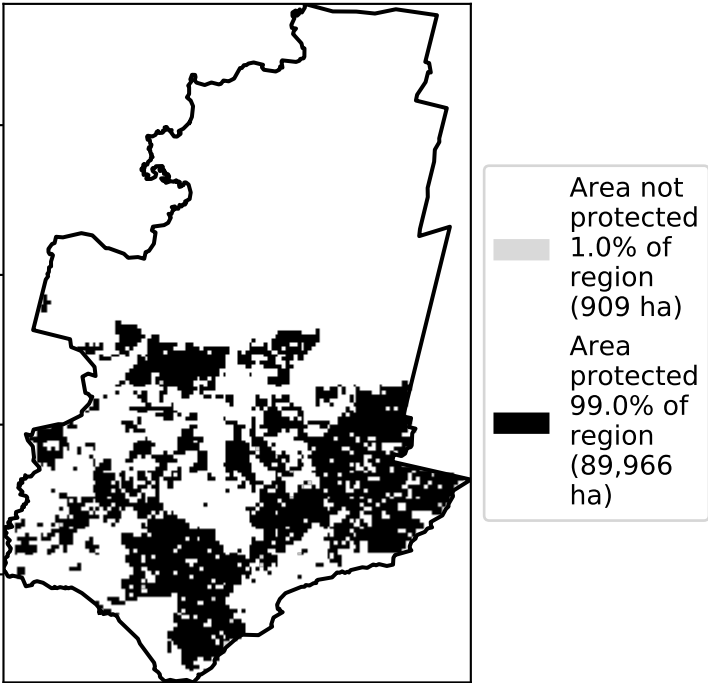 Area not
protected
1.0% of
region
(909 ha)
Area
protected
99.0% of
region
(89,966
ha)